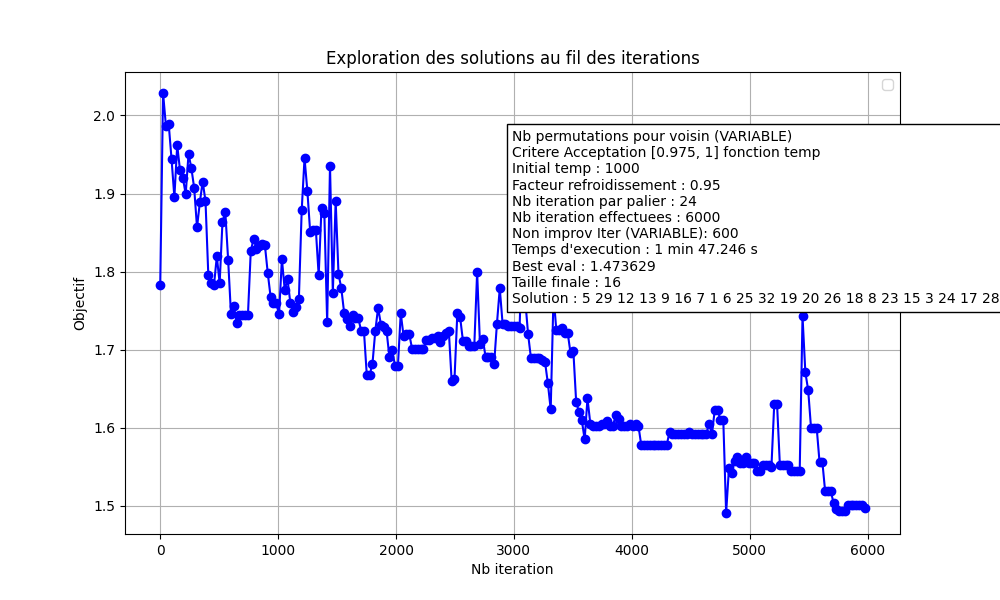 Exploration des solutions au fil des iterations
Objectif
2.0
1.9
1.8
1.7
1.6
1.5
Nb permutations pour voisin (VARIABLE)
Critere Acceptation [0.975, 1] fonction temp
Initial temp : 1000
Facteur refroidissement : 0.95
Nb iteration par palier : 24
Nb iteration effectuees : 6000
Non improv Iter (VARIABLE): 600
Temps d'execution : 1 min 47.246 s
Best eval : 1.473629
Taille finale : 16
Solution : 5 29 12 13 9 16 7 1 6 25 32 19 20 26 18 8 23 15 3 24 17 28
0 1000 2000 3000 4000 5000 6000
Nb iteration